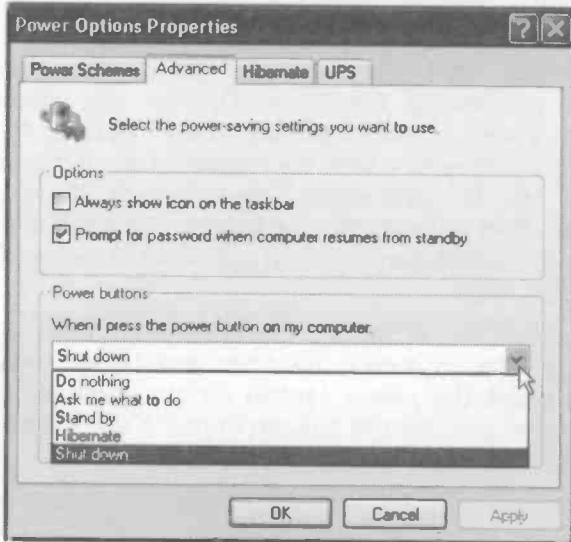 Power Options Properties
Power Schemes Advanced Hibernate UPS
Select the power-saving settings you want to use.
Options
Always show icon on the taskbar
Prompt for password when computer resumes from standby
Power buttons
When I press the power button on my computer:
Shut down
Do nothing
Ask me what to do
Stand by
Hibernate
Shut down
OK Cancel Apply